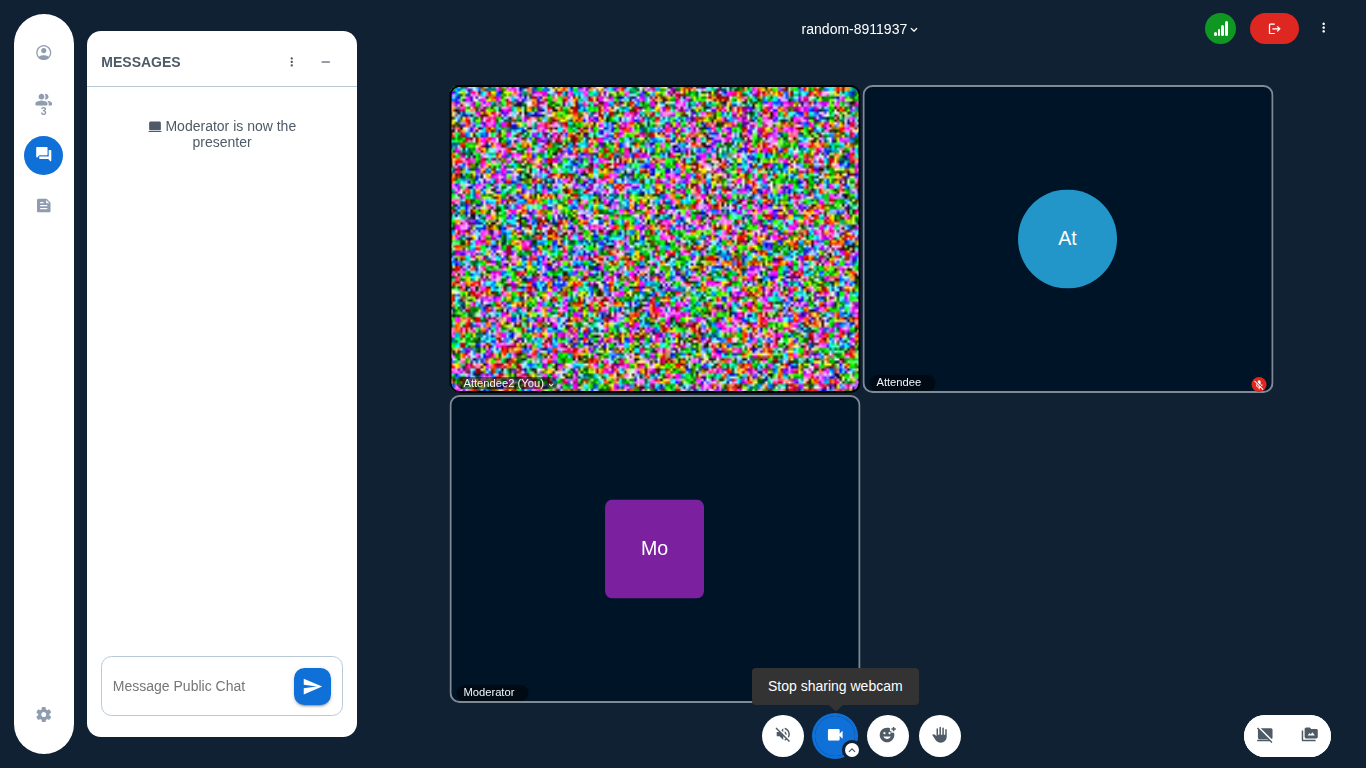 random-8911937
3
MESSAGES
Moderator is now the
presenter
Message Public Chat
Attendee2 (You)
At
Attendee
Mo
Moderator
Stop sharing webcam